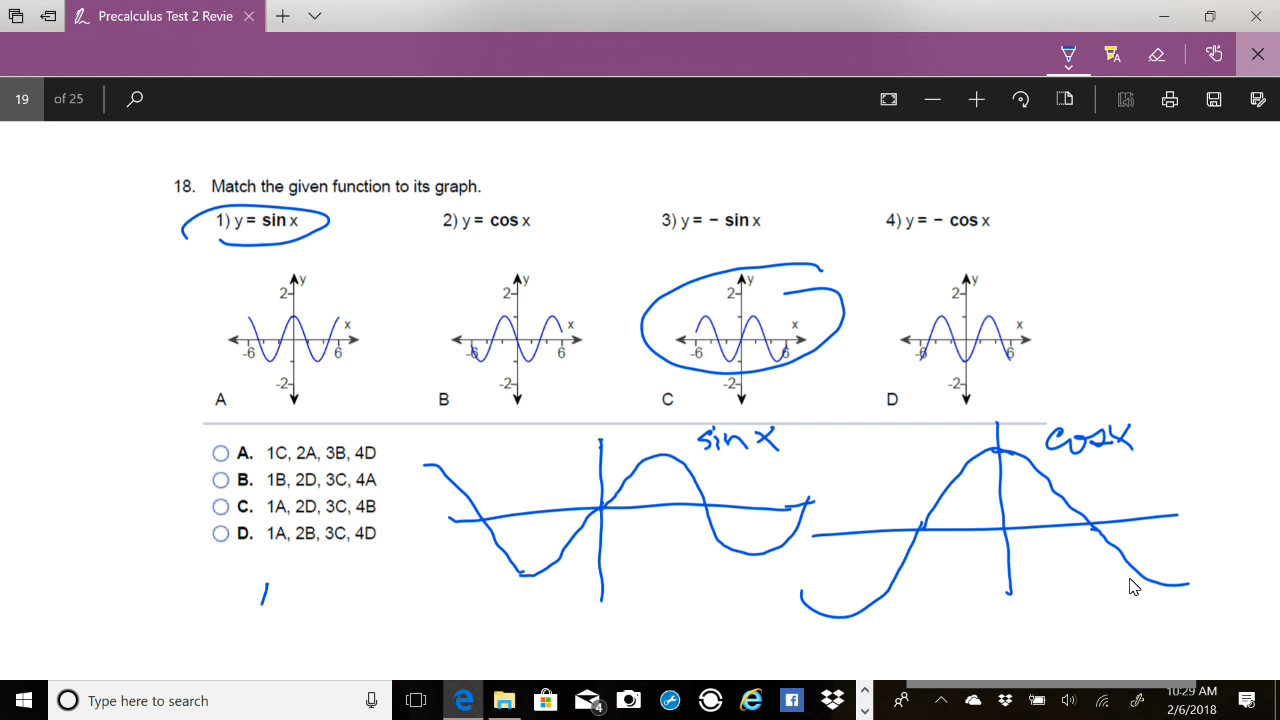 Precalculus Test 2 Revie
19 of 25
18. Match the given function to its graph.
1) y = sin x 2) y = cos x 3) y = − sin x 4) y = − cos x
y y y y
2 2 2 2
x x x x
-6 6 -6 6 -6 6 -6 6
-2 -2 -2 -2
A B C D
sin x cos x
A. 1C, 2A, 3B, 4D
B. 1B, 2D, 3C, 4A
C. 1A, 2D, 3C, 4B
D. 1A, 2B, 3C, 4D
1
Type here to search
4
10:29 AM
2/6/2018